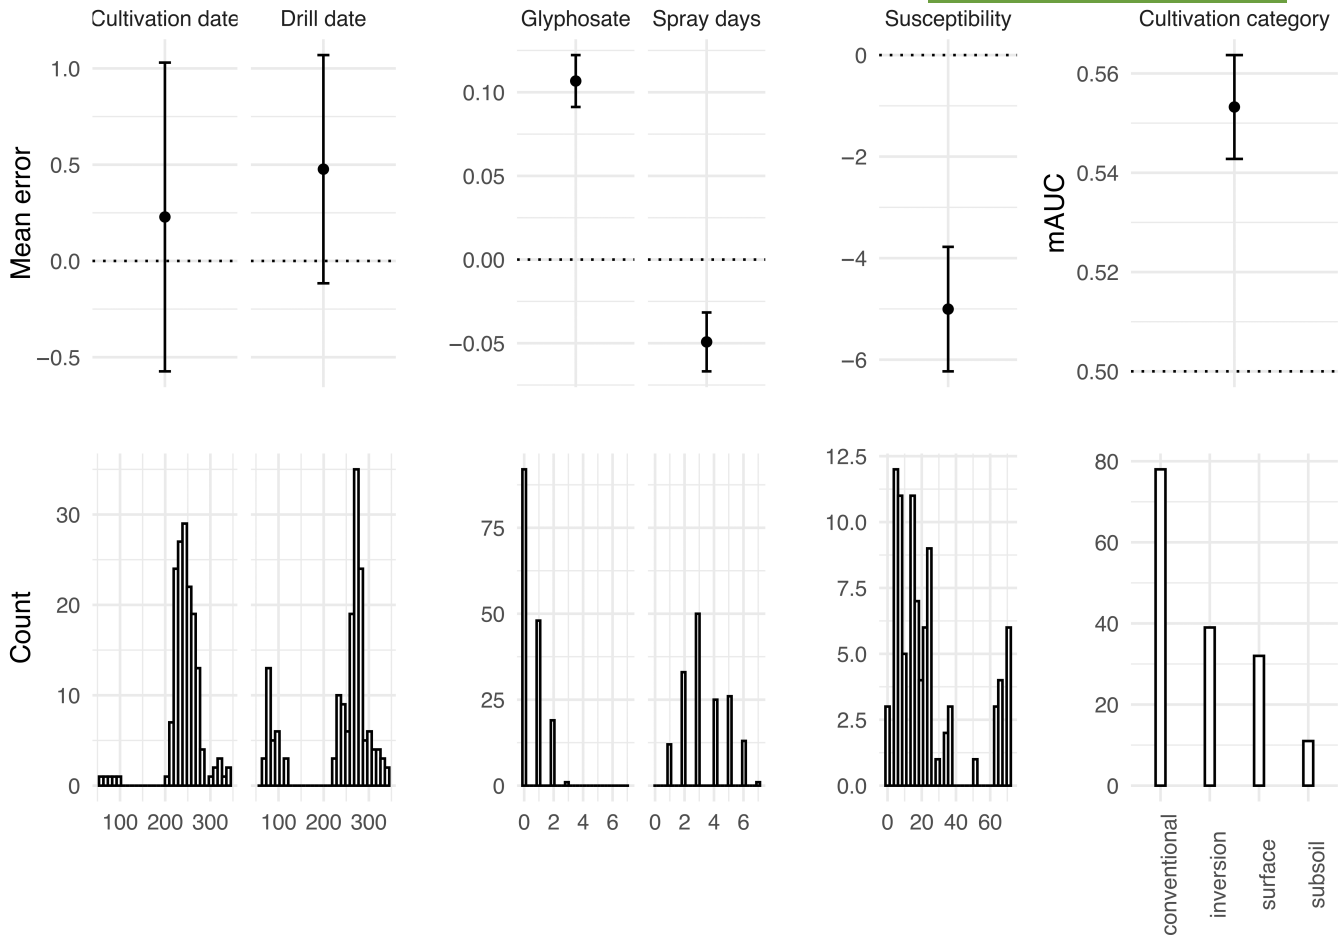 Cultivation date
Drill date
Glyphosate
Spray days
Susceptibility
Cultivation category
Mean error
1.0
0.5
0.0
−0.5
0.10
0.05
0.00
−0.05
0
−2
−4
−6
mAUC
0.56
0.54
0.52
0.50
Count
30
20
10
0
100 200 300
100 200 300
75
50
25
0
0 2 4 6
0 2 4 6
12.5
10.0
7.5
5.0
2.5
0.0
0 20 40 60
80
60
40
20
0
conventional
inversion
surface
subsoil